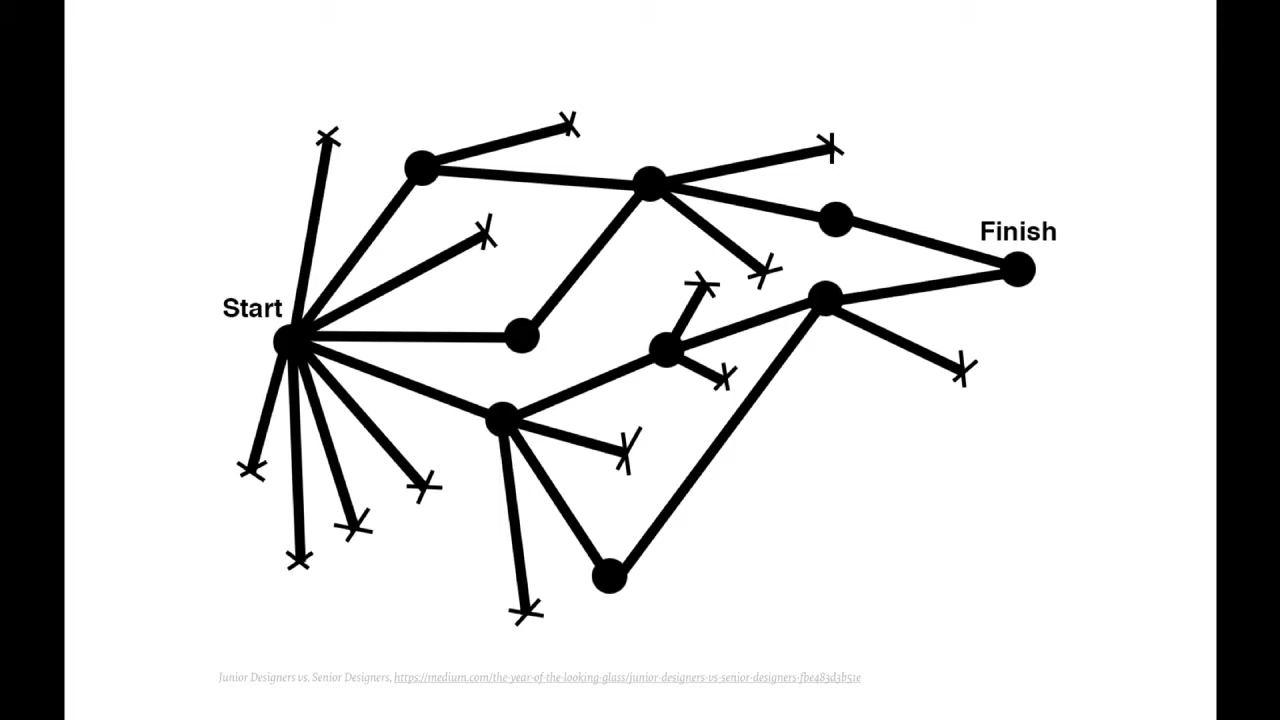 Finish
Start
Junior Designers vs. Senior Designers, https://medium.com/the-year-of-the-looking-glass/junior-designers-vs-senior-designers-fbe483d3b51e